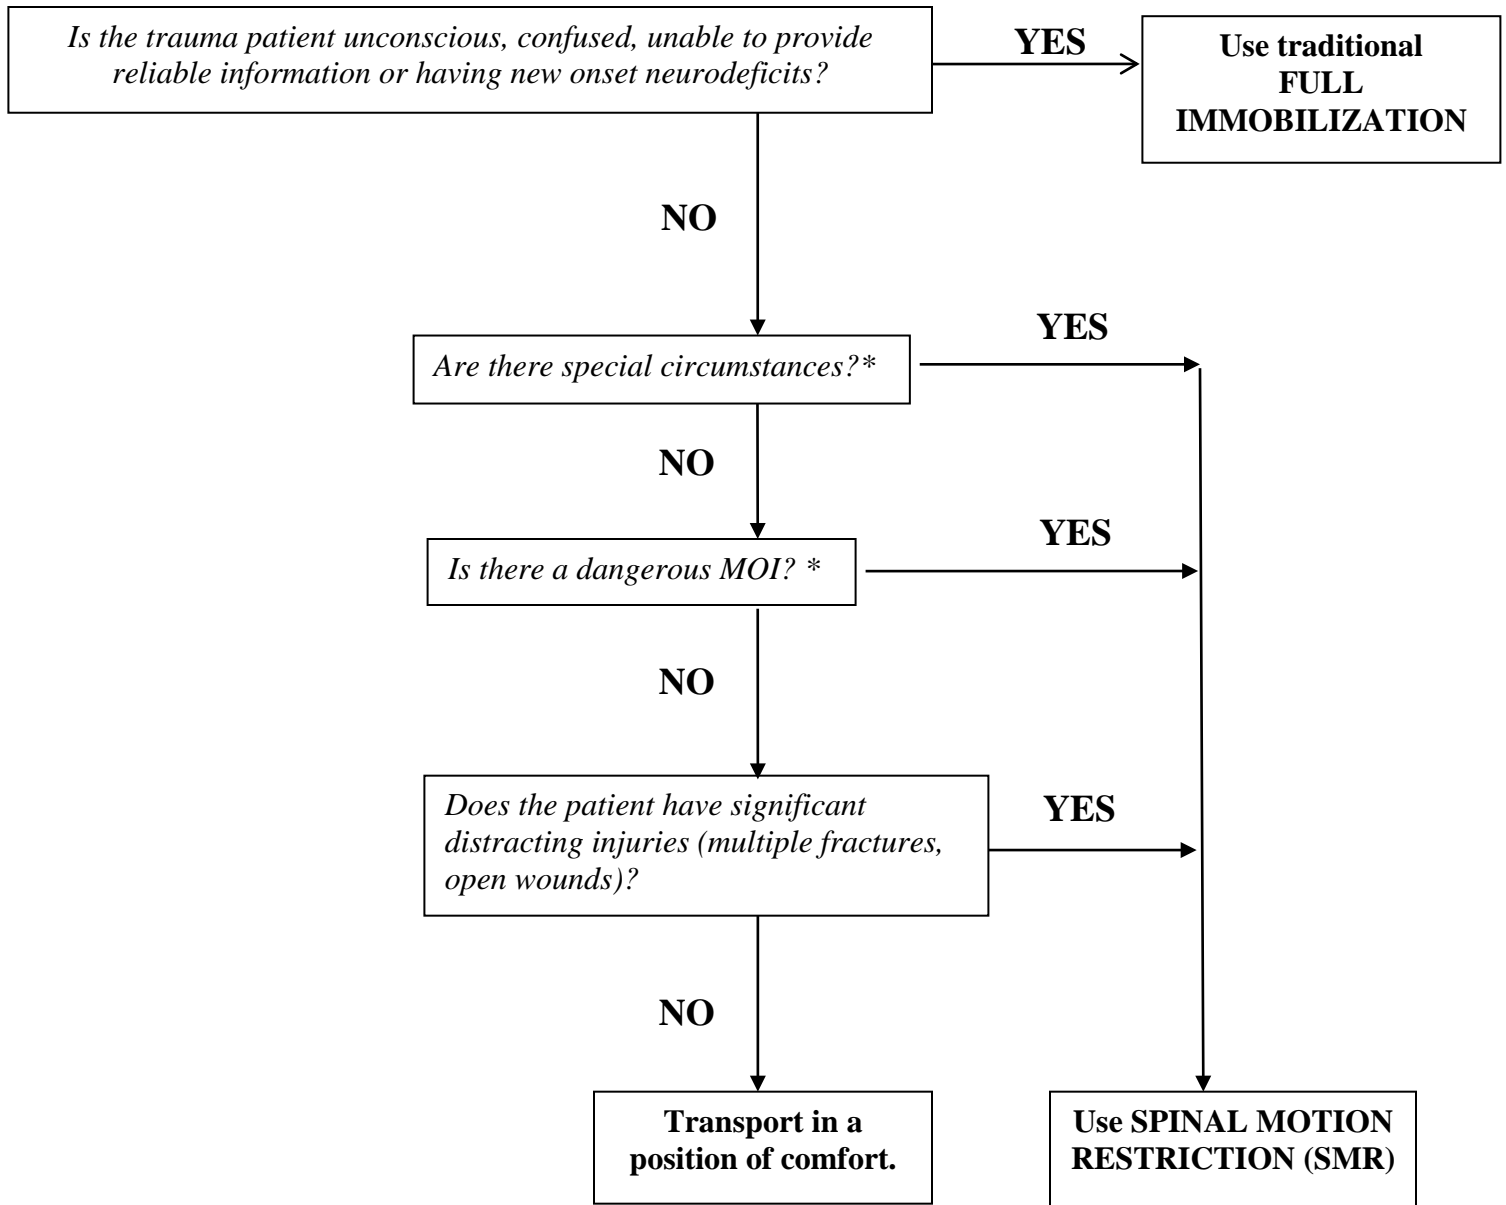 Is the trauma patient unconscious, confused, unable to provide
reliable information or having new onset neurodeficits?
YES
Use traditional
FULL
IMMOBILIZATION
NO
Are there special circumstances?*
YES
NO
Is there a dangerous MOI? *
YES
NO
Does the patient have significant
distracting injuries (multiple fractures,
open wounds)?
YES
NO
Transport in a
position of comfort.
Use SPINAL MOTION
RESTRICTION (SMR)